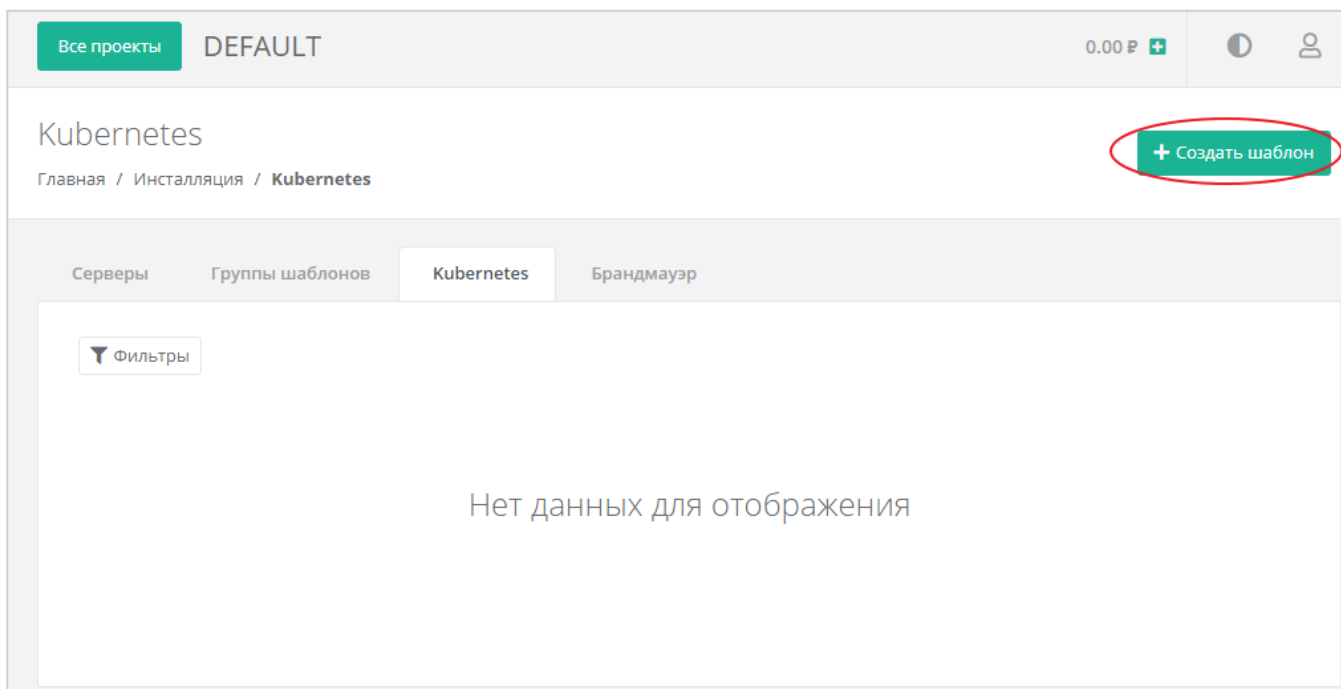 Все проекты DEFAULT 0.00 ₽
Kubernetes
+ Создать шаблон
Главная / Инсталляция / Kubernetes
Серверы Группы шаблонов Kubernetes Брандмауэр
Фильтры
Нет данных для отображения